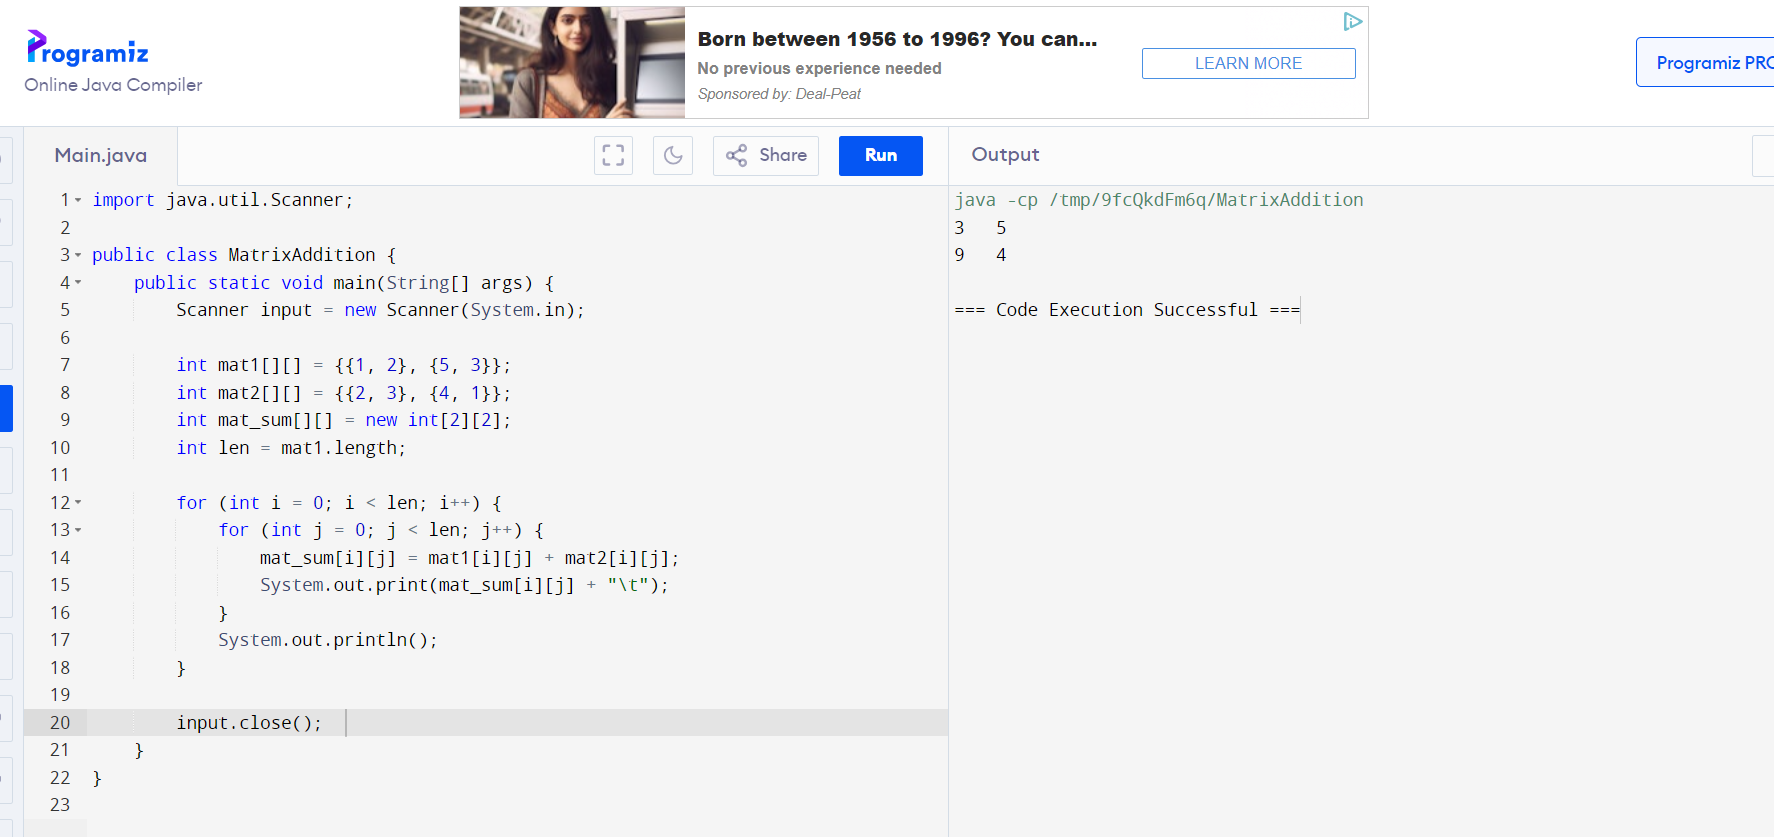 Programiz
Online Java Compiler
Born between 1956 to 1996? You can...
No previous experience needed
Sponsored by: Deal-Peat
LEARN MORE
Programiz PRO
Main.java
Share
Run
Output
1 import java.util.Scanner;
2
3 public class MatrixAddition {
4     public static void main(String[] args) {
5         Scanner input = new Scanner(System.in);
6
7         int mat1[][] = {{1, 2}, {5, 3}};
8         int mat2[][] = {{2, 3}, {4, 1}};
9         int mat_sum[][] = new int[2][2];
10         int len = mat1.length;
11
12         for (int i = 0; i < len; i++) {
13             for (int j = 0; j < len; j++) {
14                 mat_sum[i][j] = mat1[i][j] + mat2[i][j];
15                 System.out.print(mat_sum[i][j] + "\t");
16             }
17             System.out.println();
18         }
19
20         input.close();
21     }
22 }
23
java -cp /tmp/9fcQkdFm6q/MatrixAddition
3   5
9   4
=== Code Execution Successful ===